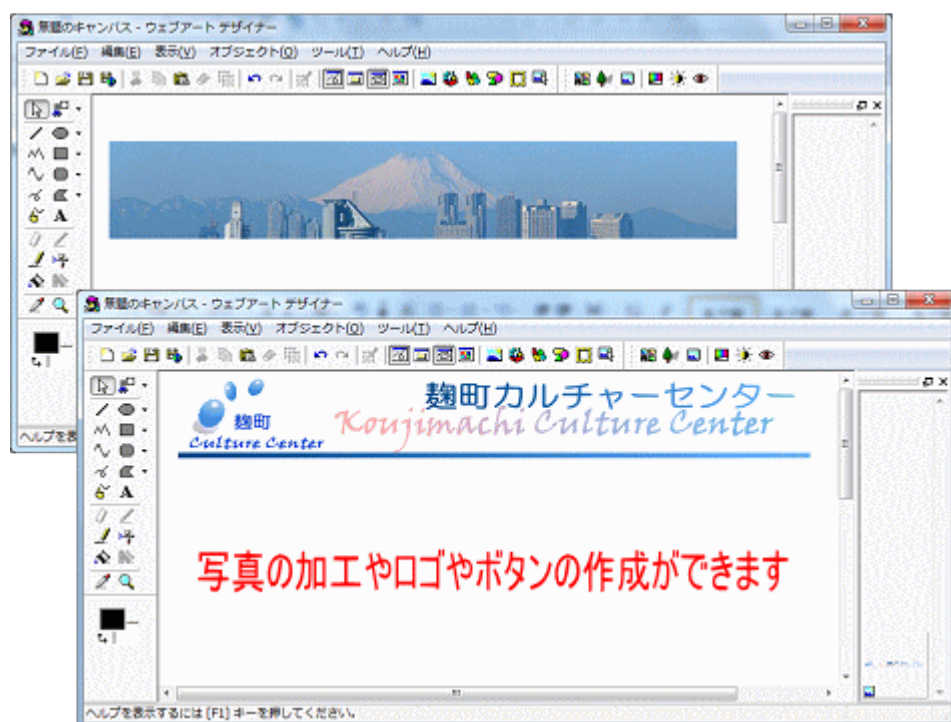 無題のキャンバス - ウェブアート デザイナー
ファイル(E) 編集(E) 表示(V) オブジェクト(O) ツール(T) ヘルプ(H)
ヘルプを表
無題のキャンバス - ウェブアート デザイナー
ファイル(E) 編集(E) 表示(V) オブジェクト(O) ツール(T) ヘルプ(H)
麹町カルチャーセンター
麹町
Koujimachi Culture Center
Culture Center
写真の加工やロゴやボタンの作成ができます
ヘルプを表示するには [F1] キーを押してください。